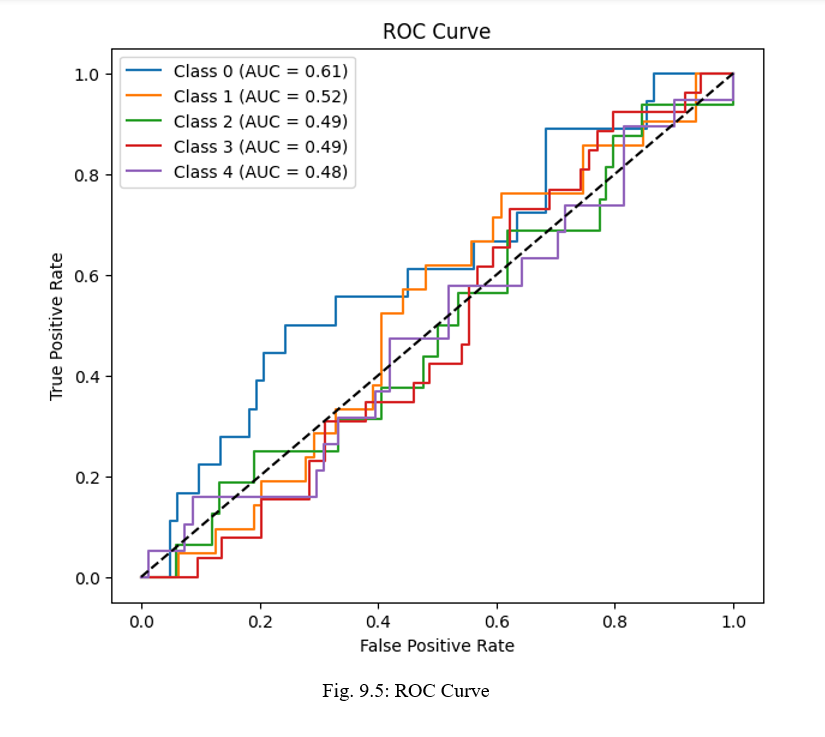 ROC Curve
Class 0 (AUC = 0.61)
Class 1 (AUC = 0.52)
Class 2 (AUC = 0.49)
Class 3 (AUC = 0.49)
Class 4 (AUC = 0.48)
True Positive Rate
1.0
0.8
0.6
0.4
0.2
0.0
0.0 0.2 0.4 0.6 0.8 1.0
False Positive Rate
Fig. 9.5: ROC Curve